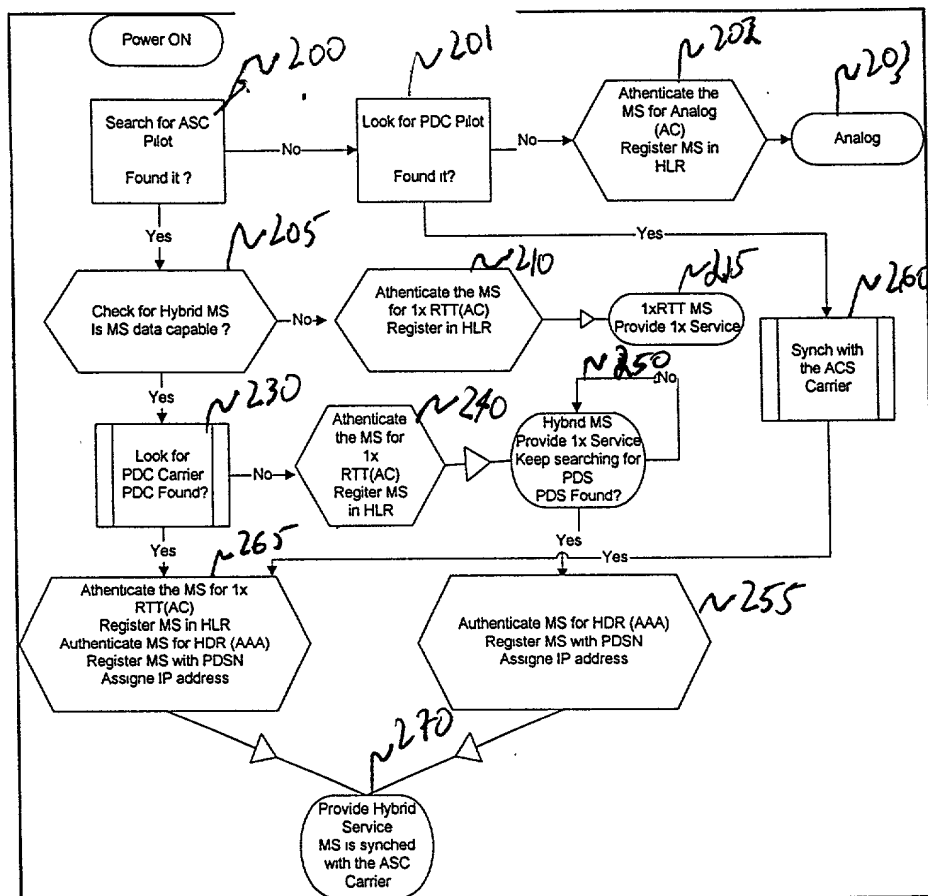 Power ON
~200
~201
~202
~203
Search for ASC
Pilot
Found it ?
No
Look for PDC Pilot
Found it?
No
Athenticate the
MS for Analog
(AC)
Register MS in
HLR
Analog
Yes
~205
Yes
~210
~215
~260
Check for Hybrid MS
Is MS data capable ?
No
Athenticate the MS
for 1x RTT(AC)
Register in HLR
1xRTT MS
Provide 1x Service
Synch with
the ACS
Carrier
Yes
~230
~240
~250
No
Look for
PDC Carrier
PDC Found?
No
Athenticate
the MS for
1x
RTT(AC)
Regiter MS
in HLR
Hybrid MS
Provide 1x Service
Keep searching for
PDS
PDS Found?
Yes
~265
Yes
Yes
~255
Athenticate the MS for 1x
RTT(AC)
Register MS in HLR
Authenticate MS for HDR (AAA)
Register MS with PDSN
Assigne IP address
Authenticate MS for HDR (AAA)
Register MS with PDSN
Assigne IP address
~270
Provide Hybrid
Service
MS is synched
with the ASC
Carrier